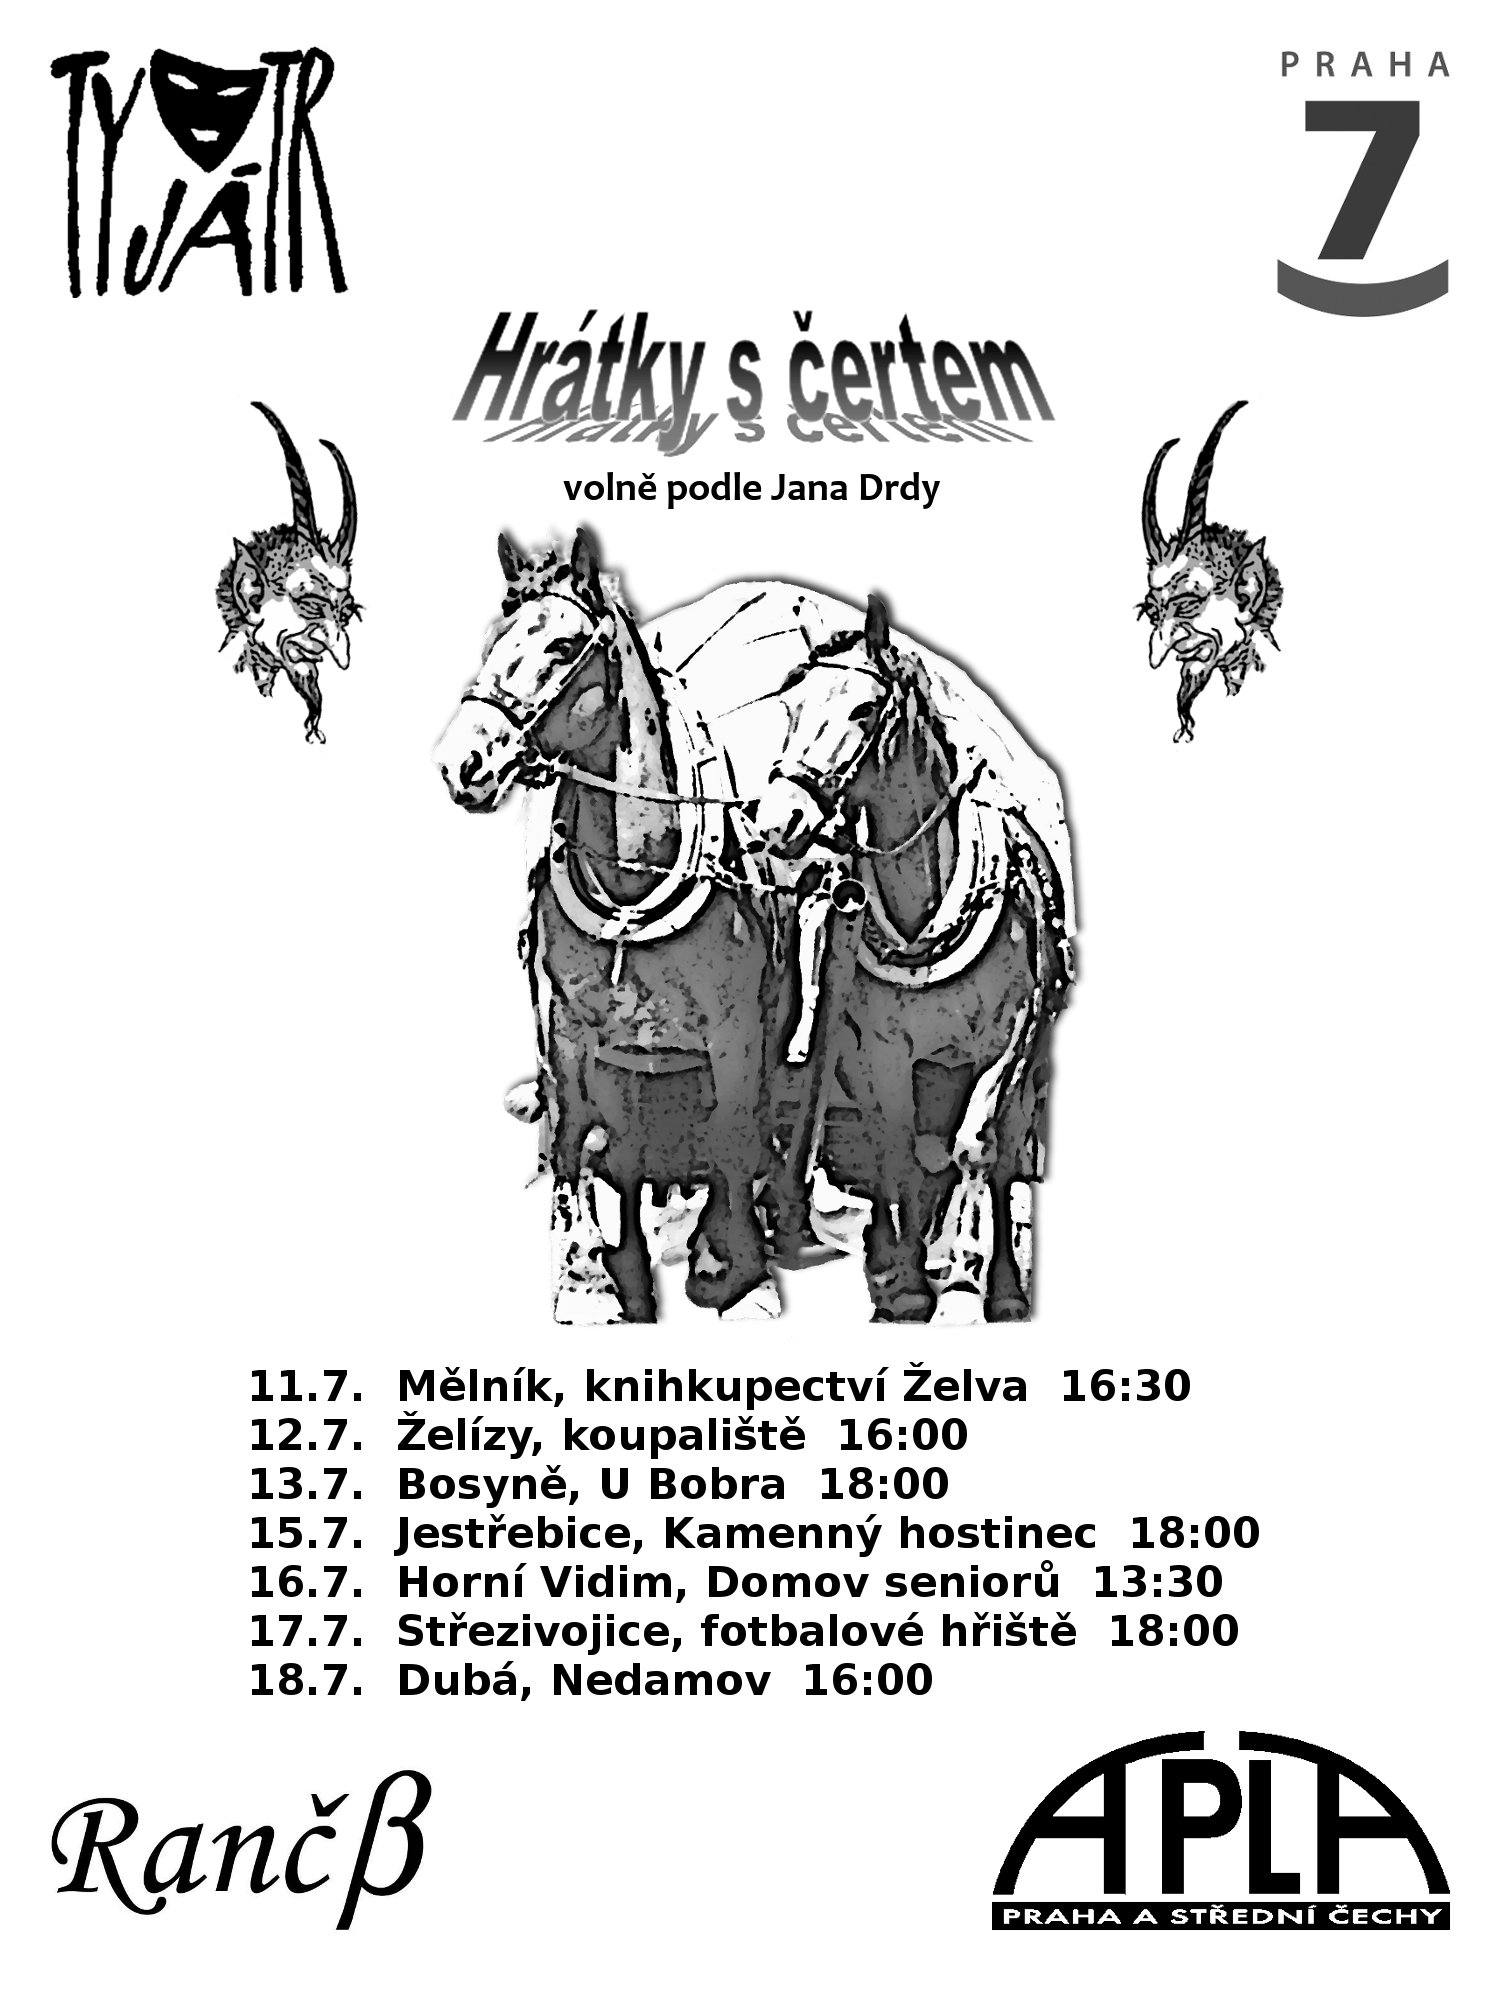 TYJÁTR
PRAHA
7
Hrátky s čertem
volně podle Jana Drdy
11.7. Mělník, knihkupectví Želva 16:30
12.7. Želízy, koupaliště 16:00
13.7. Bosyně, U Bobra 18:00
15.7. Jestřebice, Kamenný hostinec 18:00
16.7. Horní Vidim, Domov seniorů 13:30
17.7. Střezivojice, fotbalové hřiště 18:00
18.7. Dubá, Nedamov 16:00
Ranč β
APLA
PRAHA A STŘEDNÍ ČECHY